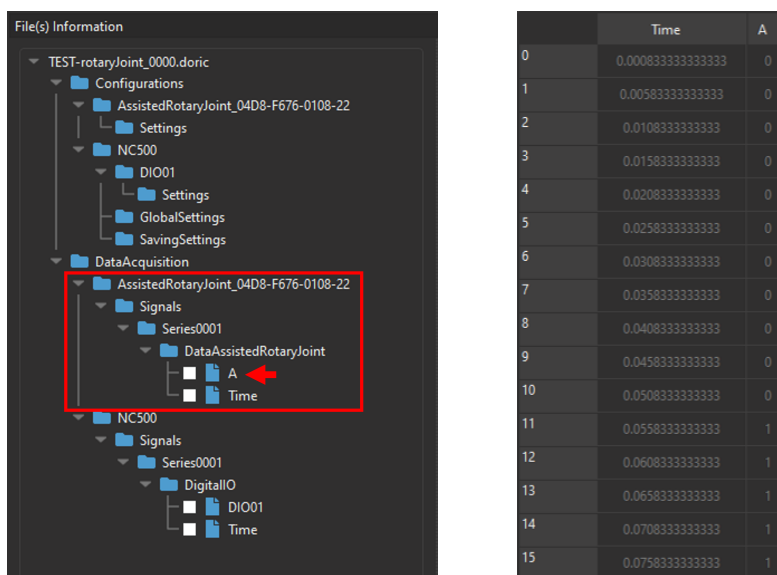 File(s) Information
TEST-rotaryJoint_0000.doric
Configurations
AssistedRotaryJoint_04D8-F676-0108-22
Settings
NC500
DIO01
Settings
GlobalSettings
SavingSettings
DataAcquisition
AssistedRotaryJoint_04D8-F676-0108-22
Signals
Series0001
DataAssistedRotaryJoint
A
Time
NC500
Signals
Series0001
DigitalIO
DIO01
Time
Time A
0 0.000833333333333 0
1 0.00583333333333 0
2 0.0108333333333 0
3 0.0158333333333 0
4 0.0208333333333 0
5 0.0258333333333 0
6 0.0308333333333 0
7 0.0358333333333 0
8 0.0408333333333 0
9 0.0458333333333 0
10 0.0508333333333 0
11 0.0558333333333 1
12 0.0608333333333 1
13 0.0658333333333 1
14 0.0708333333333 1
15 0.0758333333333 1